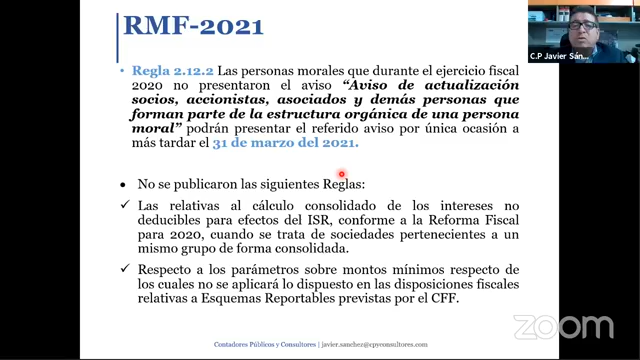 RMF-2021
• Regla 2.12.2 Las personas morales que durante el ejercicio fiscal
2020 no presentaron el aviso “Aviso de actualización
socios, accionistas, asociados y demás personas que
forman parte de la estructura orgánica de una persona
moral” podrán presentar el referido aviso por única ocasión a
más tardar el 31 de marzo del 2021.
• No se publicaron las siguientes Reglas:
✓ Las relativas al cálculo consolidado de los intereses no
deducibles para efectos del ISR, conforme a la Reforma Fiscal
para 2020, cuando se trata de sociedades pertenecientes a un
mismo grupo de forma consolidada.
✓ Respecto a los parámetros sobre montos mínimos respecto de
los cuales no se aplicará lo dispuesto en las disposiciones fiscales
relativas a Esquemas Reportables previstas por el CFF.
Contadores Públicos y Consultores | javier.sanchez@cpyconsultores.com
C.P Javier Sán
zoom